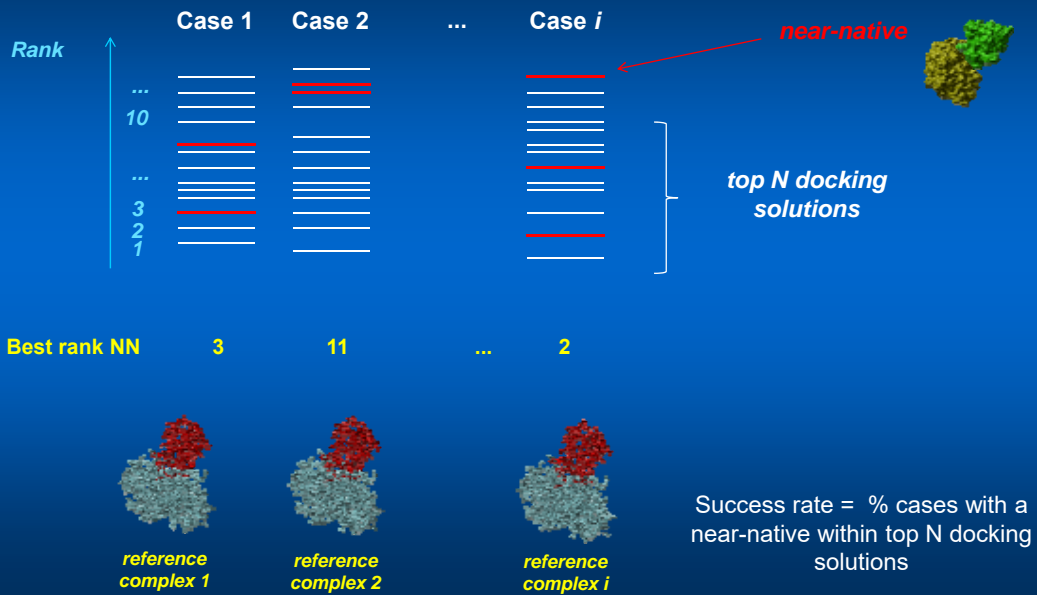 Case 1 Case 2 ... Case i
near-native
Rank
...
10
...
3
2
1
top N docking
solutions
Best rank NN 3 11 ... 2
Success rate = % cases with a
near-native within top N docking
solutions
reference
complex 1
reference
complex 2
reference
complex i